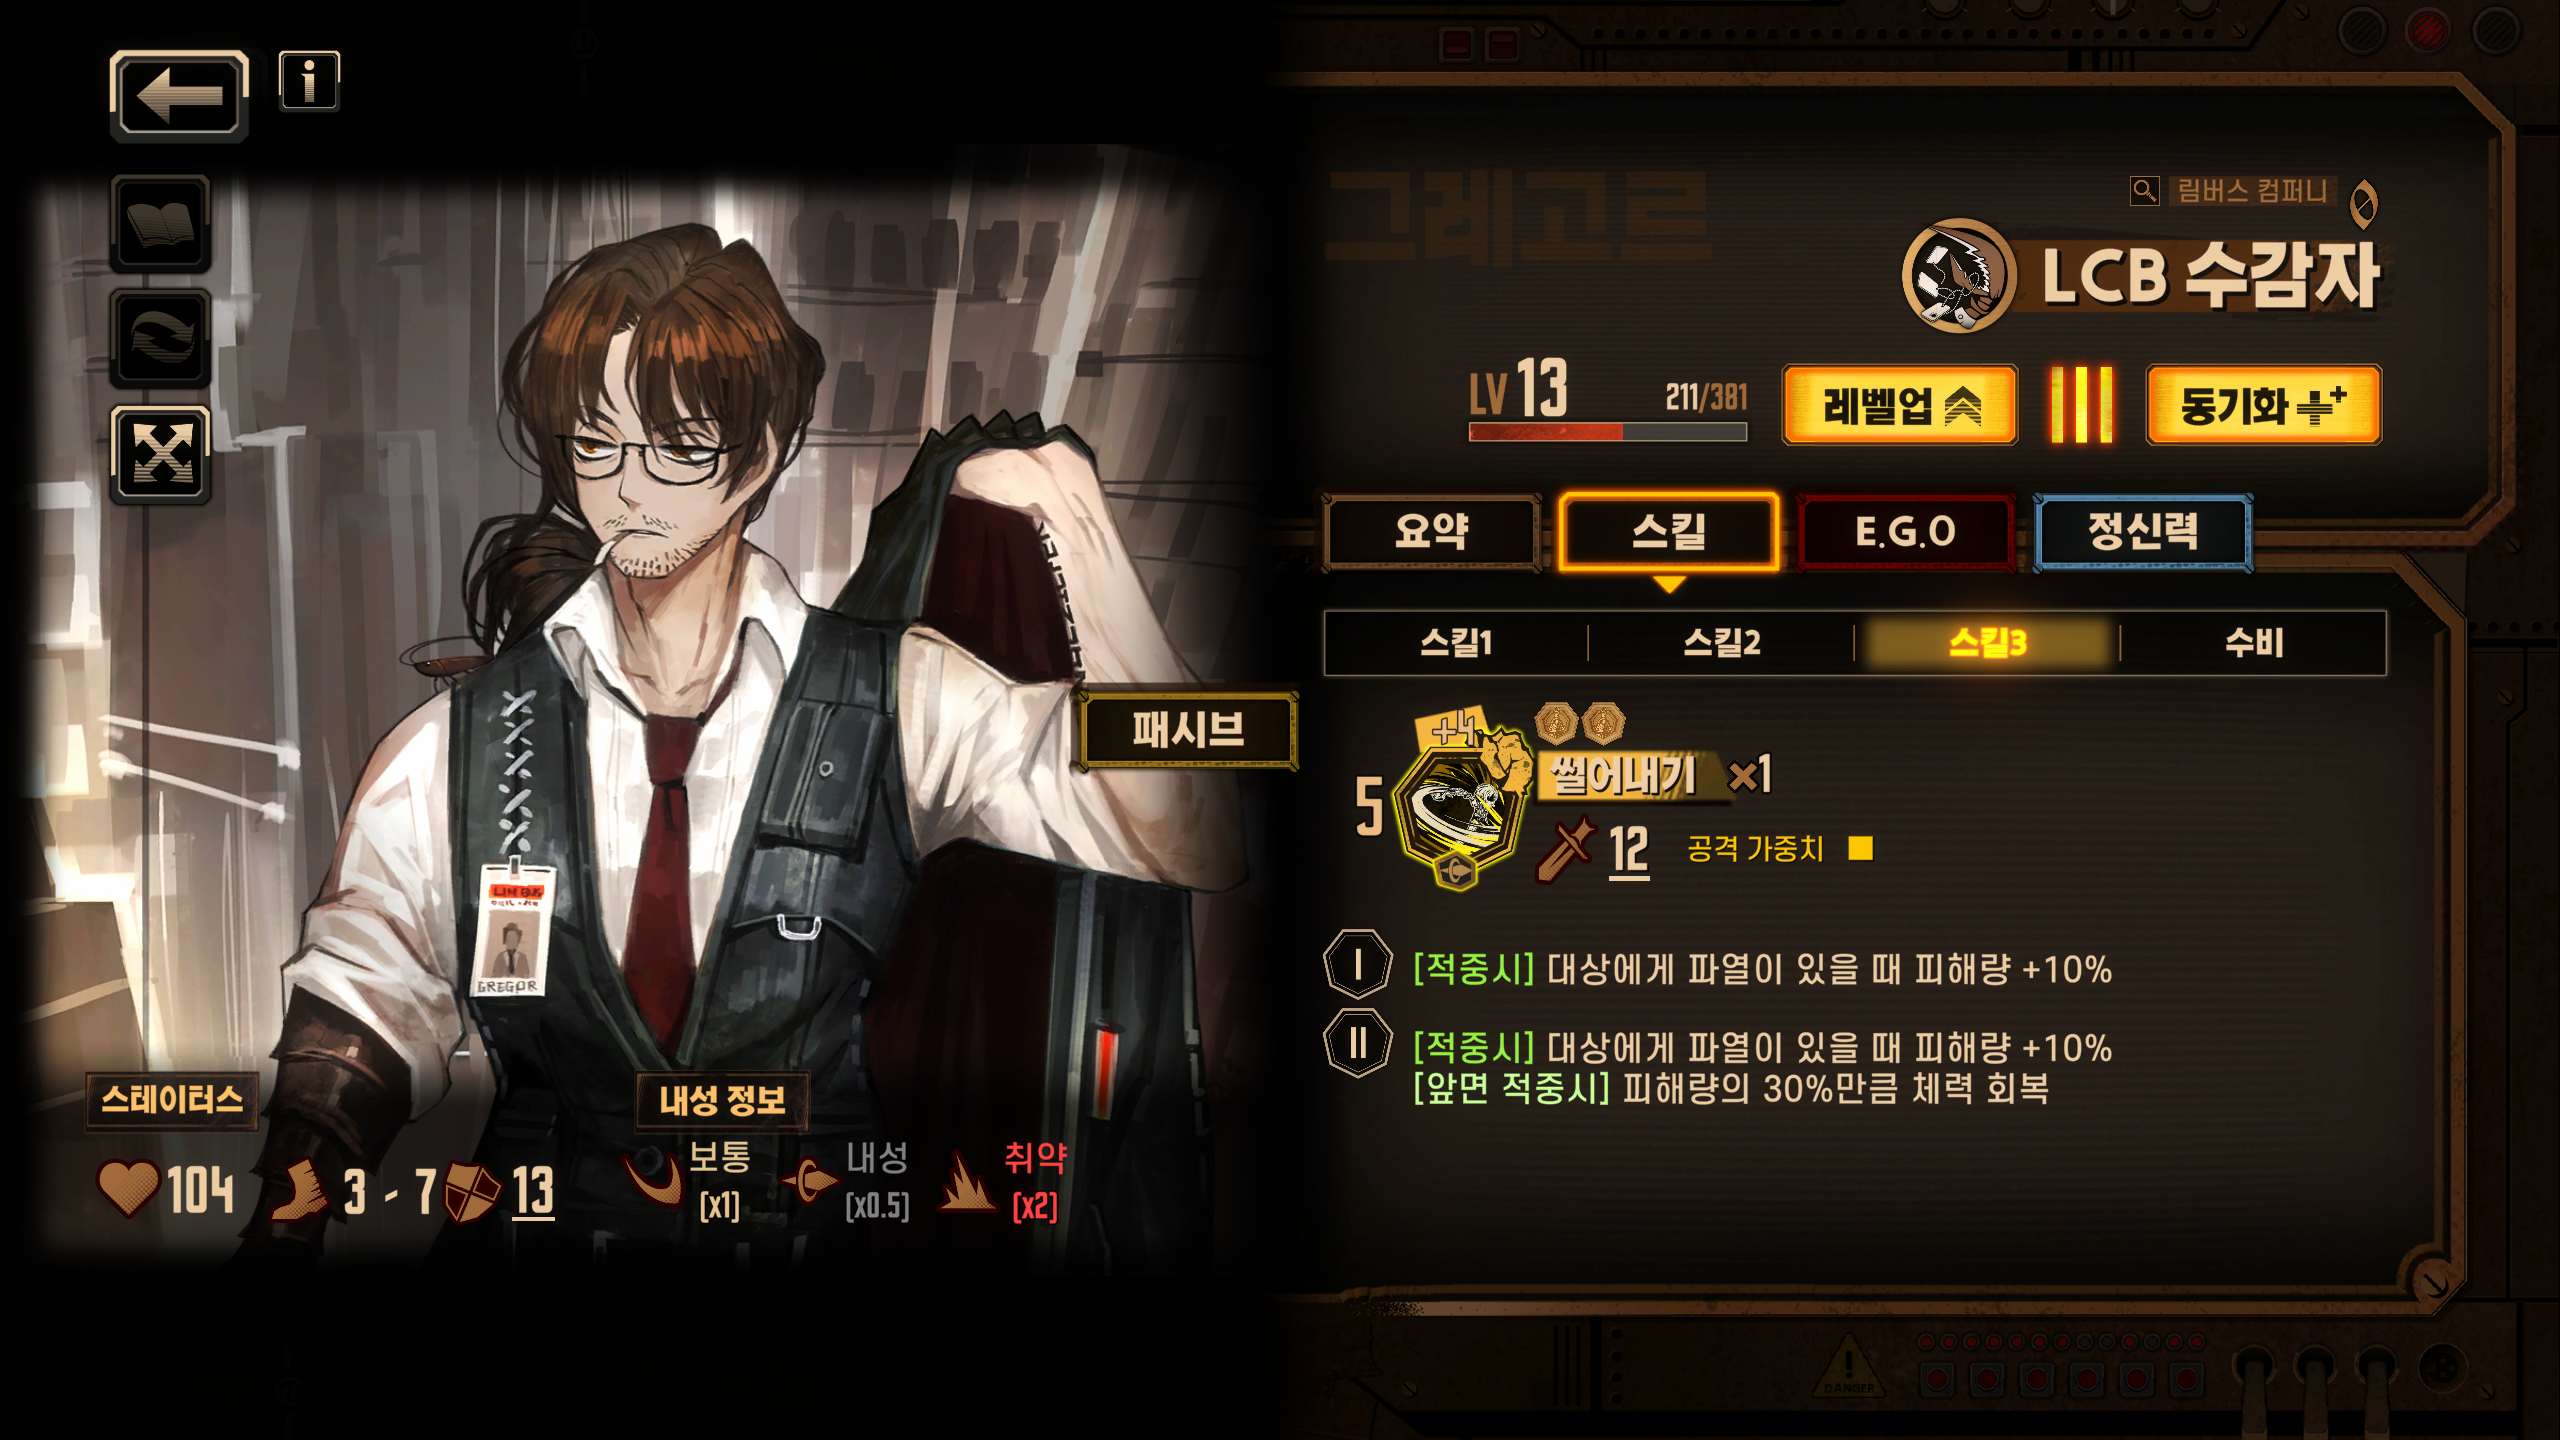 그레고르
림버스 컴퍼니
LCB 수감자
LV 13
211/381
레벨업
동기화
요약
스킬
E.G.O
정신력
스킬1
스킬2
스킬3
수비
패시브
+4
5
썰어내기 ×1
12
공격 가중치
I
[적중시] 대상에게 파열이 있을 때 피해량 +10%
II
[적중시] 대상에게 파열이 있을 때 피해량 +10%
[앞면 적중시] 피해량의 30%만큼 체력 회복
GREGOR
스테이터스
104
3 - 7
13
내성 정보
보통
[x1]
내성
[x0.5]
취약
[x2]
DANGER